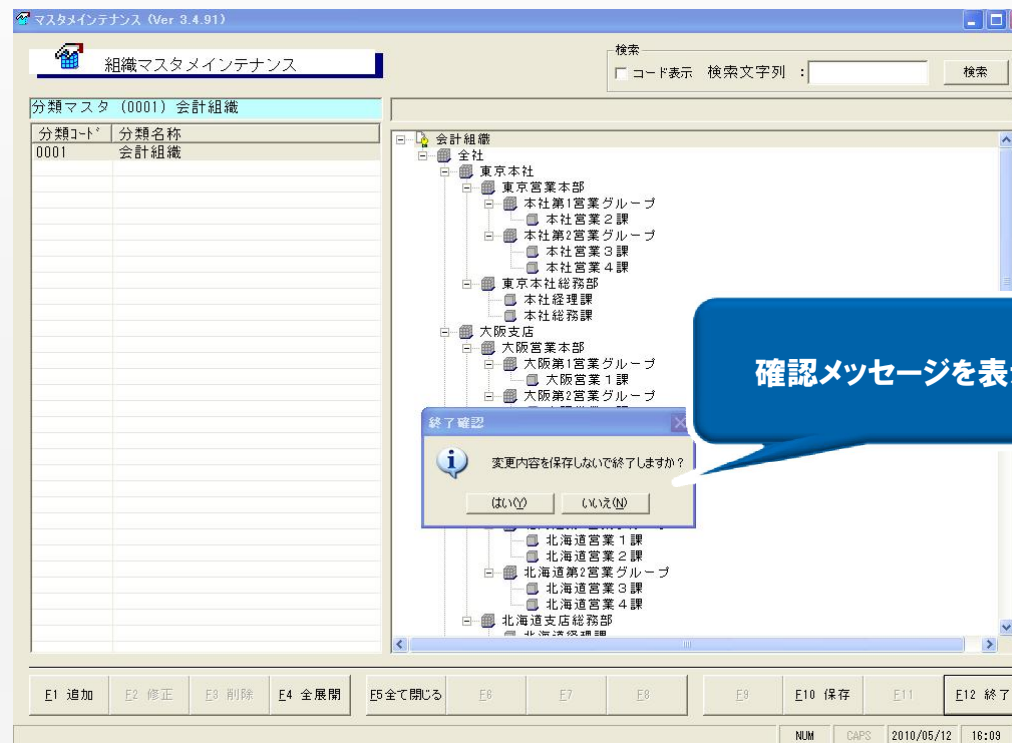 マスタメインテナンス (Ver 3.4.91)
組織マスタメインテナンス
検索
コード表示 検索文字列 :
検索
分類マスタ (0001) 会計組織
分類コード 分類名称
0001 会計組織
会計組織
全社
東京本社
東京営業本部
本社第1営業グループ
本社営業2課
本社第2営業グループ
本社営業3課
本社営業4課
東京本社総務部
本社経理課
本社総務課
大阪支店
大阪営業本部
大阪第1営業グループ
大阪営業1課
大阪第2営業グループ
確認メッセージを表
終了確認
変更内容を保存しないで終了しますか?
はい(Y) いいえ(N)
北海道営業1課
北海道営業2課
北海道第2営業グループ
北海道営業3課
北海道営業4課
北海道支店総務部
北海道経理課
F1 追加 F2 修正 F3 削除 F4 全展開 F5全て閉じる F6 F7 F8 F9 F10 保存 F11 F12 終了
NUM CAPS 2010/05/12 16:09